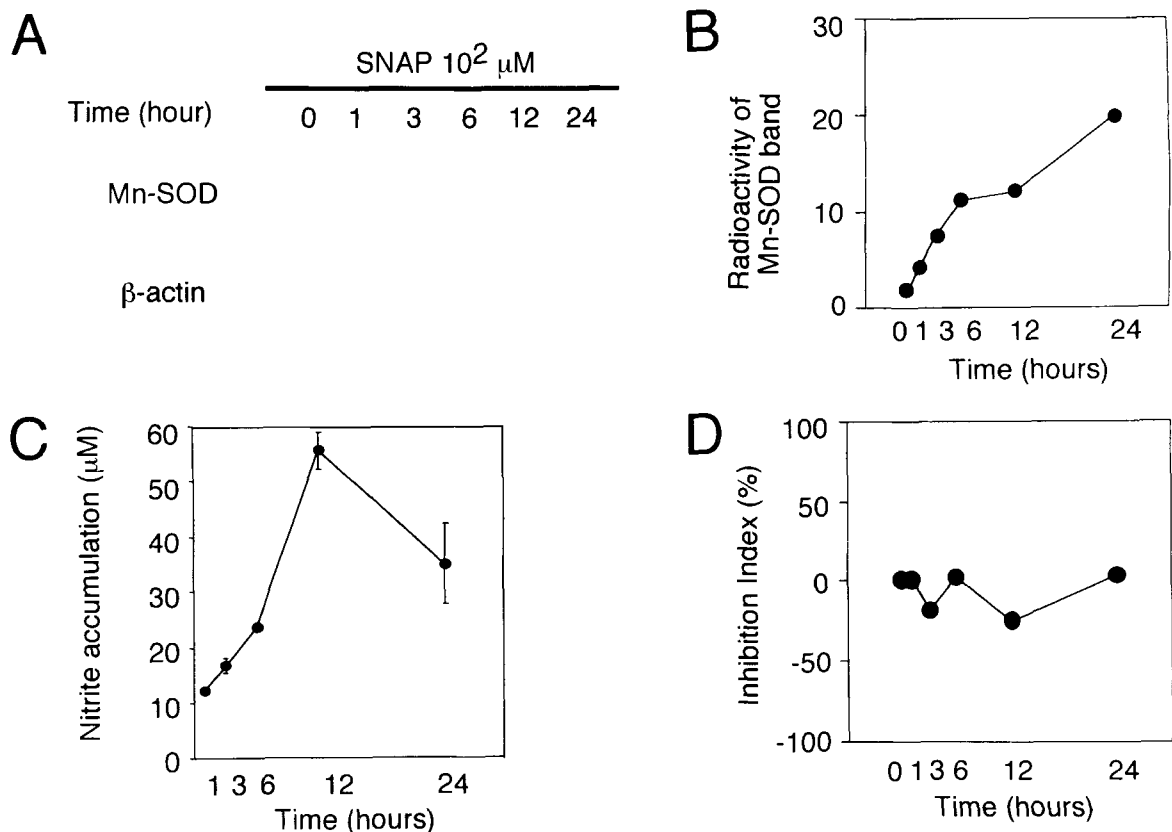 A
SNAP 10² μM
Time (hour) 0 1 3 6 12 24
Mn-SOD
β-actin
B
Radioactivity of
Mn-SOD band
30
20
10
0
0 1 3 6 12 24
Time (hours)
C
Nitrite accumulation (μM)
60
50
40
30
20
10
0
1 3 6 12 24
Time (hours)
D
Inhibition Index (%)
100
50
0
-50
-100
0 1 3 6 12 24
Time (hours)